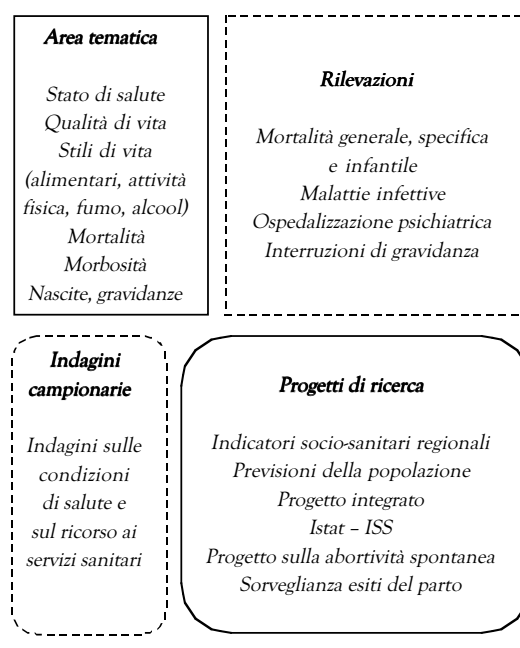 Area tematica
Stato di salute
Qualità di vita
Stili di vita
(alimentari, attività
fisica, fumo, alcool)
Mortalità
Morbosità
Nascite, gravidanze
Rilevazioni
Mortalità generale, specifica
e infantile
Malattie infettive
Ospedalizzazione psichiatrica
Interruzioni di gravidanza
Indagini
campionarie
Indagini sulle
condizioni
di salute e
sul ricorso ai
servizi sanitari
Progetti di ricerca
Indicatori socio-sanitari regionali
Previsioni della popolazione
Progetto integrato
Istat – ISS
Progetto sulla abortività spontanea
Sorveglianza esiti del parto